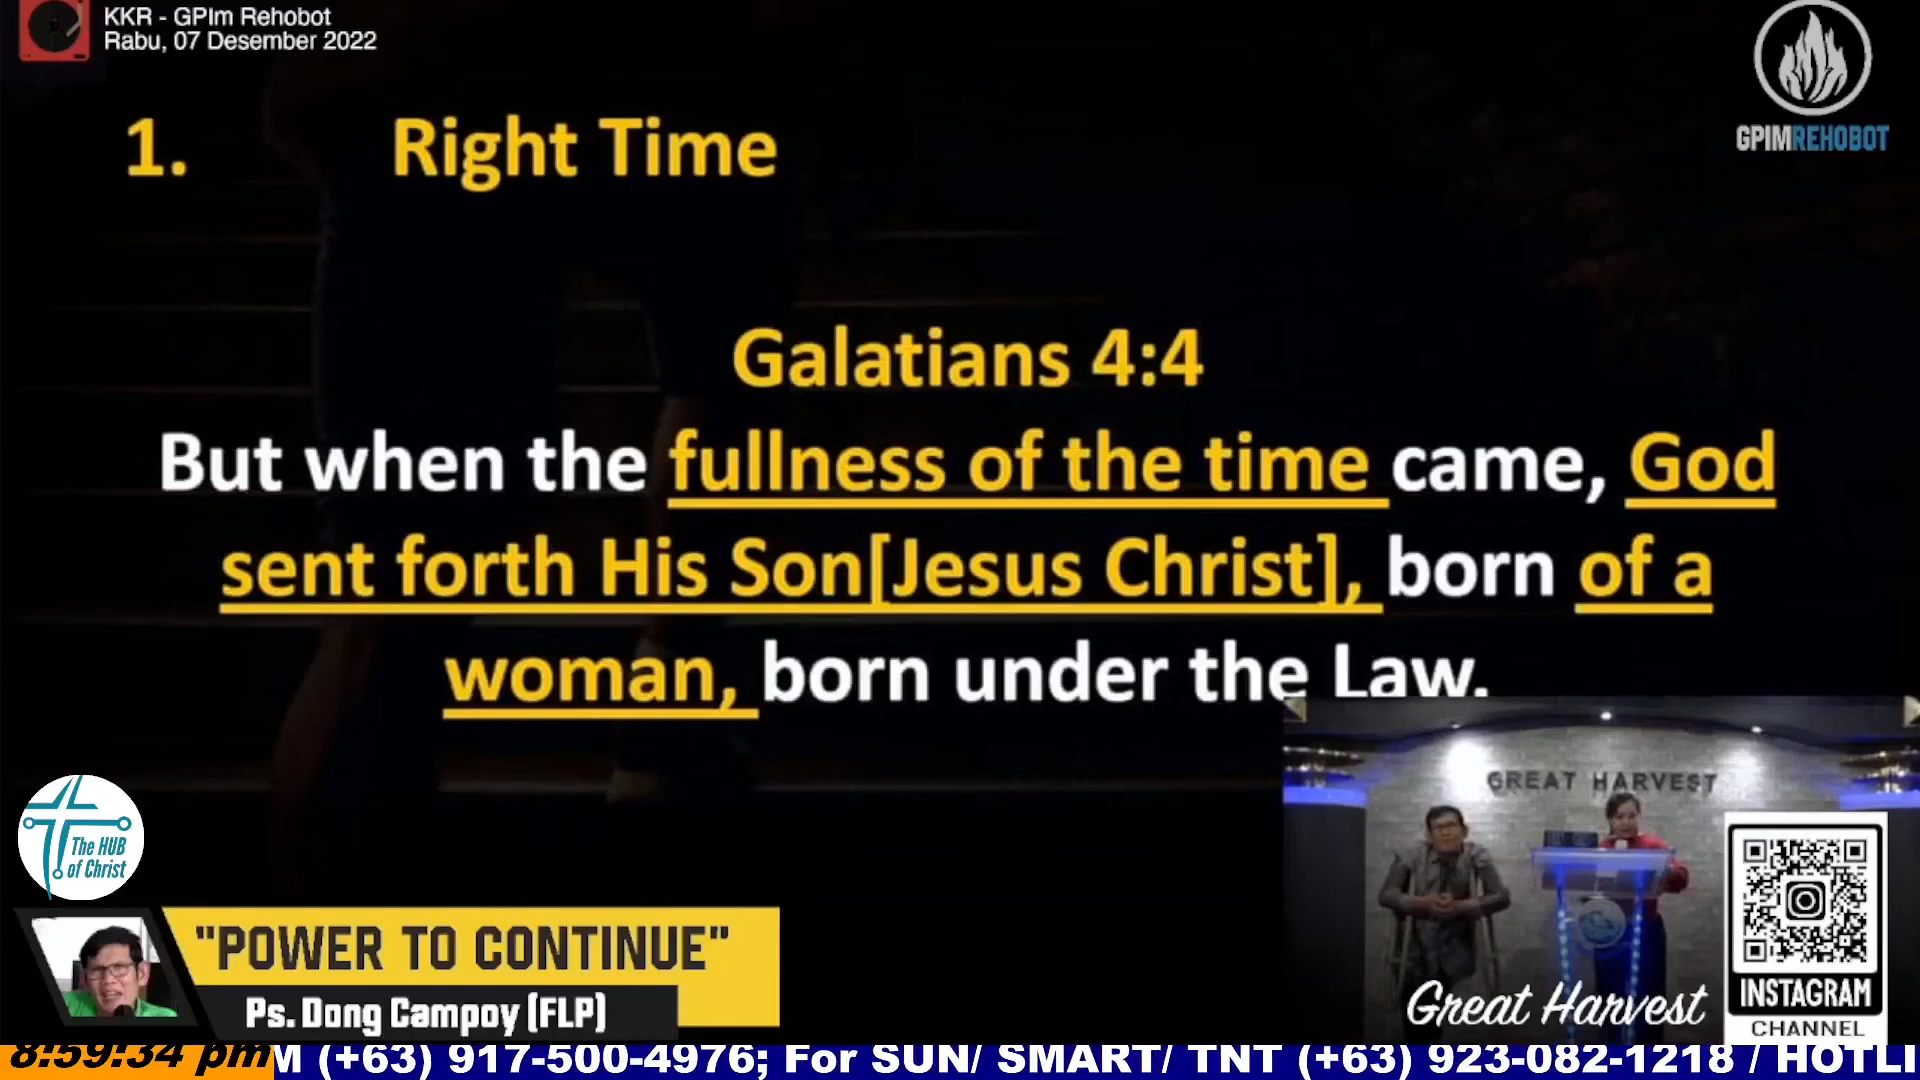 KKR - GPIm Rehobot
Rabu, 07 Desember 2022
GPIMREHOBOT
1. Right Time
Galatians 4:4
But when the fullness of the time came, God
sent forth His Son[Jesus Christ], born of a
woman, born under the Law.
GREAT HARVEST
The HUB
of Christ
"POWER TO CONTINUE"
Ps. Dong Campoy (FLP)
Great Harvest
INSTAGRAM
CHANNEL
8:59:34 pm
M (+63) 917-500-4976; For SUN/ SMART/ TNT (+63) 923-082-1218 / HOTLI